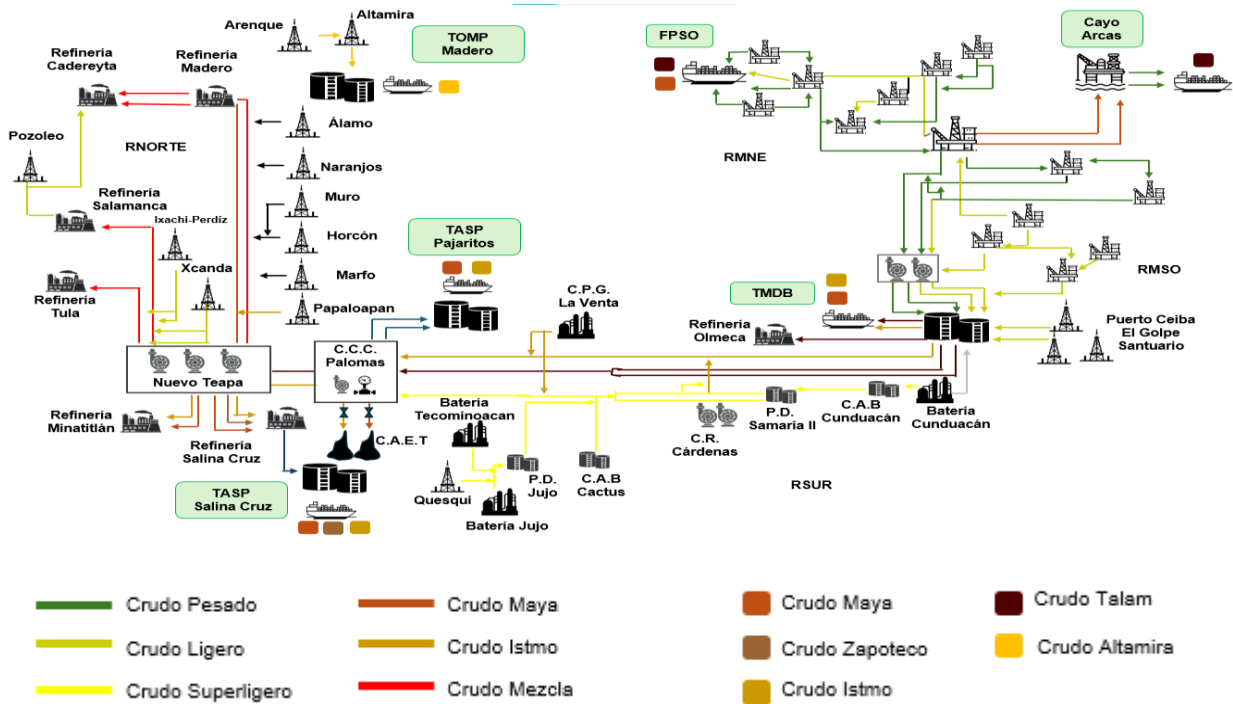 Arenque
Altamira
TOMP
Madero
Refinería
Cadereyta
Refinería
Madero
Pozoleo
RNORTE
Álamo
Naranjos
Muro
Horcón
Marfo
Papaloapan
Refinería
Salamanca
Ixachi-Perdíz
Xcanda
Refinería
Tula
Nuevo Teapa
Refinería
Minatitlán
Refinería
Salina Cruz
TASP
Salina Cruz
TASP
Pajaritos
C.C.C.
Palomas
C.A.E.T
C.P.G.
La Venta
Batería
Tecominoacan
Quesqui
Batería Jujo
P.D.
Jujo
C.A.B
Cactus
C.R.
Cárdenas
P.D.
Samaria II
C.A.B
Cunduacán
Batería
Cunduacán
RSUR
FPSO
Cayo
Arcas
RMNE
RMSO
TMDB
Refinería
Olmeca
Puerto Ceiba
El Golpe
Santuario
Crudo Pesado
Crudo Ligero
Crudo Superligero
Crudo Maya
Crudo Istmo
Crudo Mezcla
Crudo Maya
Crudo Zapoteco
Crudo Istmo
Crudo Talam
Crudo Altamira